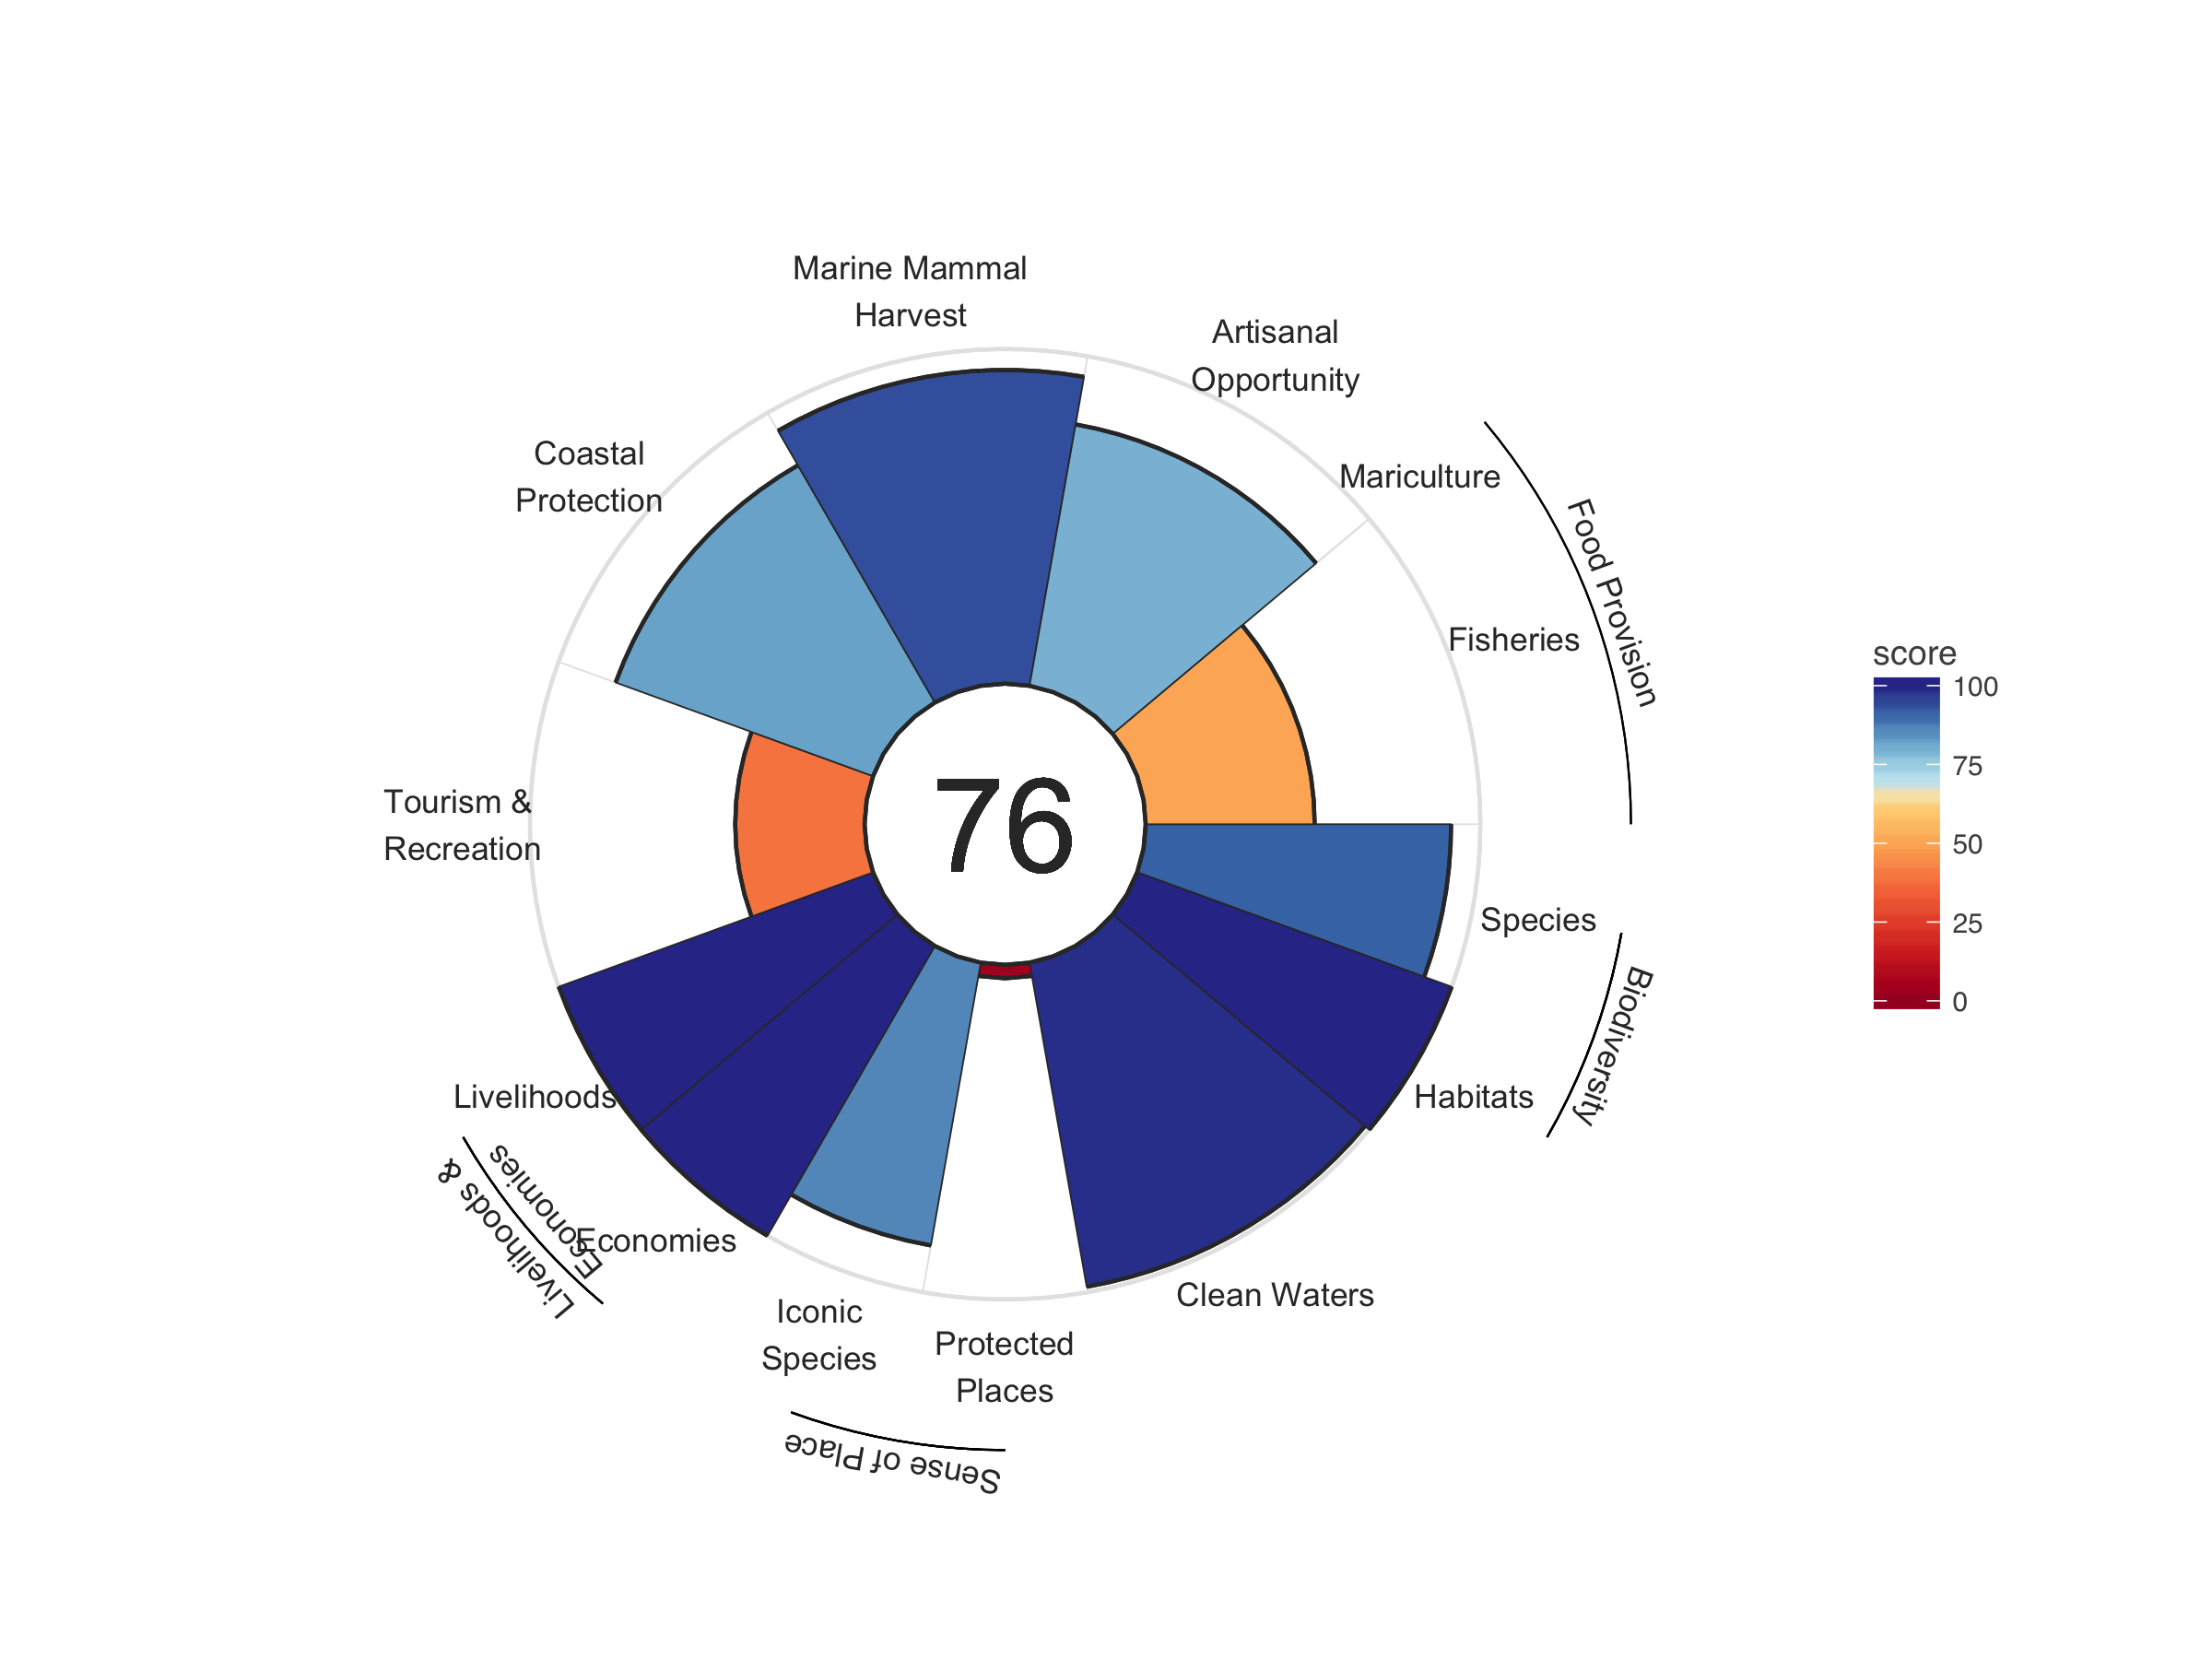 Marine Mammal
Harvest
Artisanal
Opportunity
Mariculture
Food Provision
Fisheries
Coastal
Protection
Tourism &
Recreation
76
Species
Biodiversity
Habitats
Livelihoods
Livelihoods &
Economies
Economies
Clean Waters
Iconic
Species
Protected
Places
Sense of Place
score
100
75
50
25
0